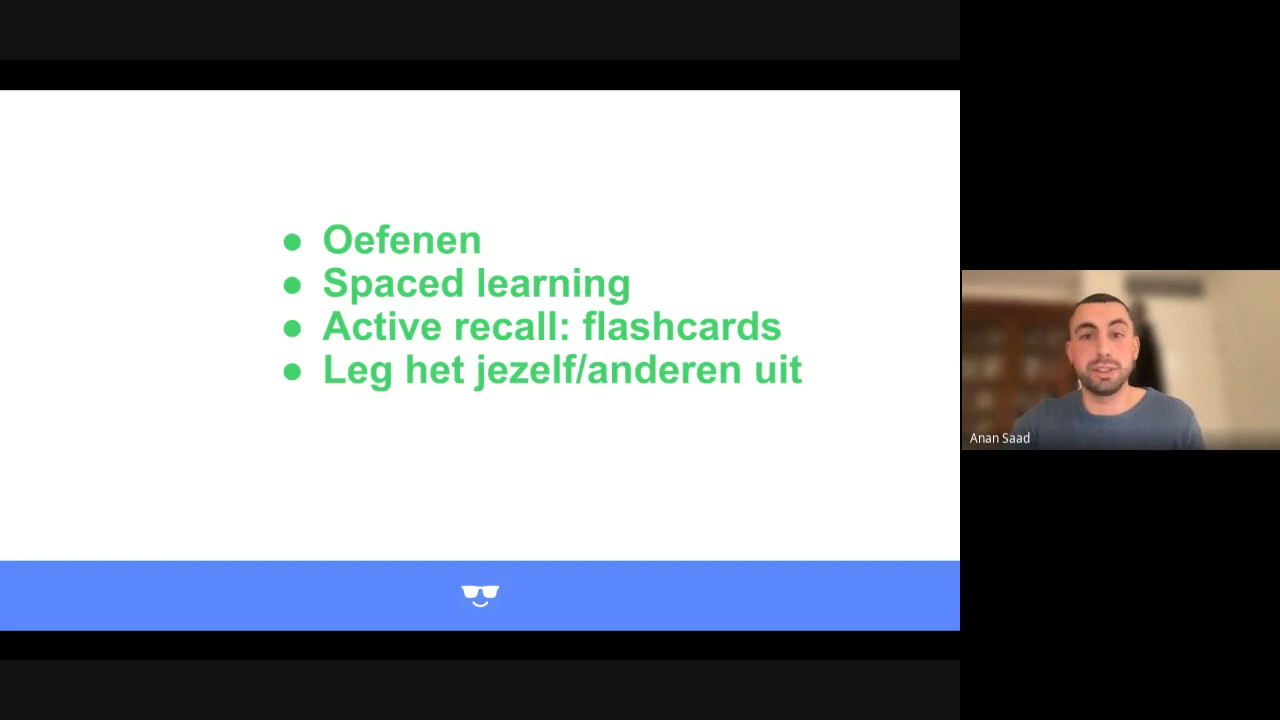 ● Oefenen
● Spaced learning
● Active recall: flashcards
● Leg het jezelf/anderen uit
Anan Saad